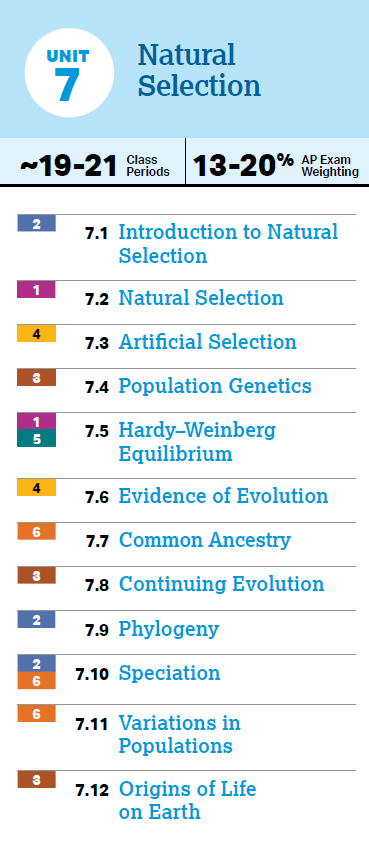 UNIT
7
Natural
Selection
~19-21 Class Periods
13-20% AP Exam Weighting
2
7.1 Introduction to Natural
Selection
1
7.2 Natural Selection
4
7.3 Artificial Selection
3
7.4 Population Genetics
1
5
7.5 Hardy–Weinberg
Equilibrium
4
7.6 Evidence of Evolution
6
7.7 Common Ancestry
3
7.8 Continuing Evolution
2
7.9 Phylogeny
2
6
7.10 Speciation
6
7.11 Variations in
Populations
3
7.12 Origins of Life
on Earth